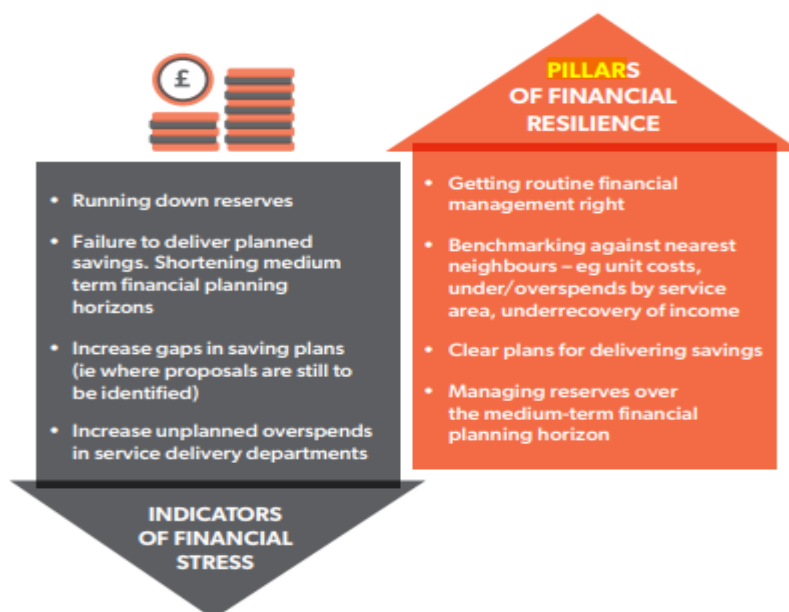 £
• Running down reserves
• Failure to deliver planned
savings. Shortening medium
term financial planning
horizons
• Increase gaps in saving plans
(ie where proposals are still to
be identified)
• Increase unplanned overspends
in service delivery departments
INDICATORS
OF FINANCIAL
STRESS
PILLARS
OF FINANCIAL
RESILIENCE
• Getting routine financial
management right
• Benchmarking against nearest
neighbours – eg unit costs,
under/overspends by service
area, underrecovery of income
• Clear plans for delivering savings
• Managing reserves over
the medium-term financial
planning horizon